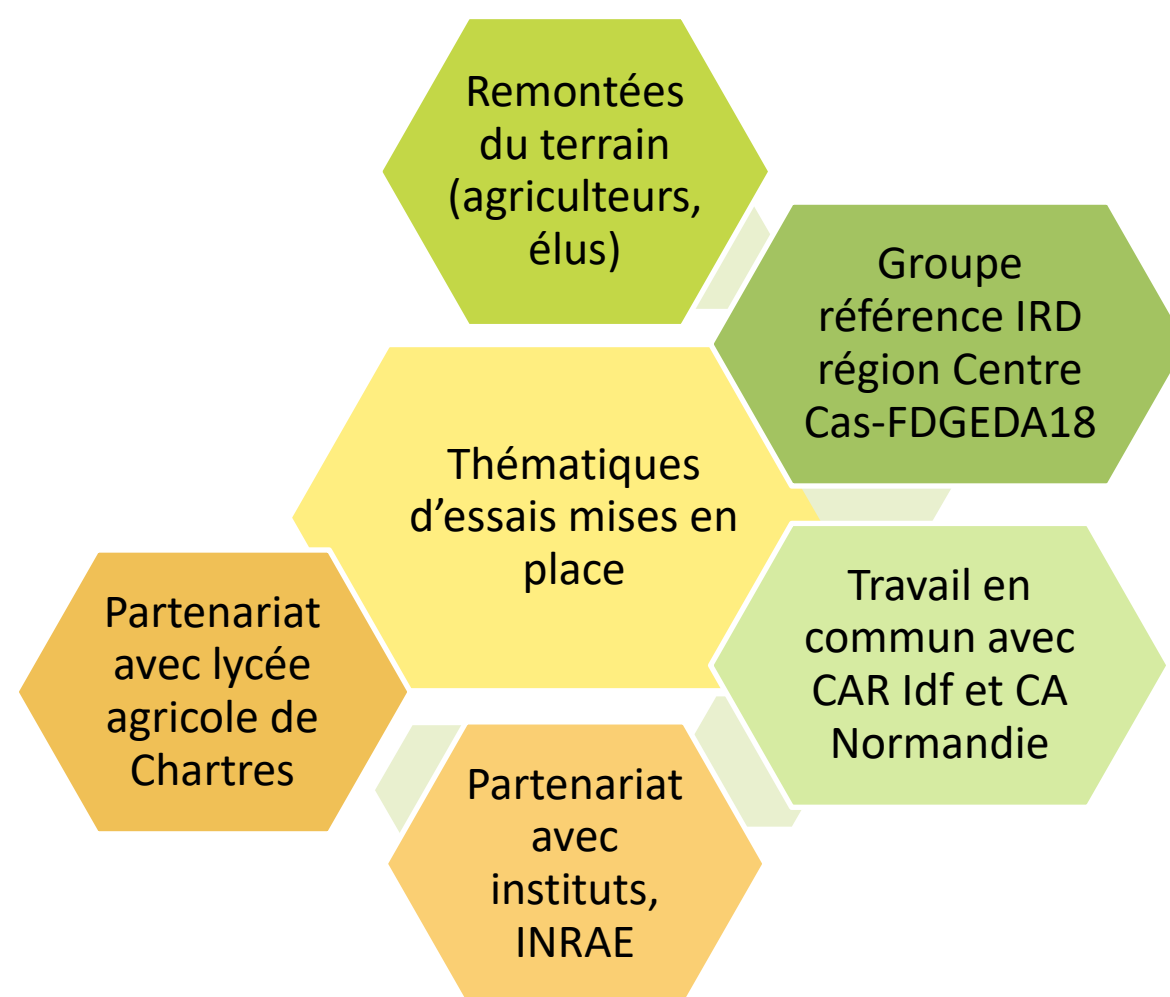 Remontées
du terrain
(agriculteurs,
élus)
Groupe
référence IRD
région Centre
Cas-FDGEDA18
Thématiques
d’essais mises en
place
Travail en
commun avec
CAR Idf et CA
Normandie
Partenariat
avec lycée
agricole de
Chartres
Partenariat
avec
instituts,
INRAE